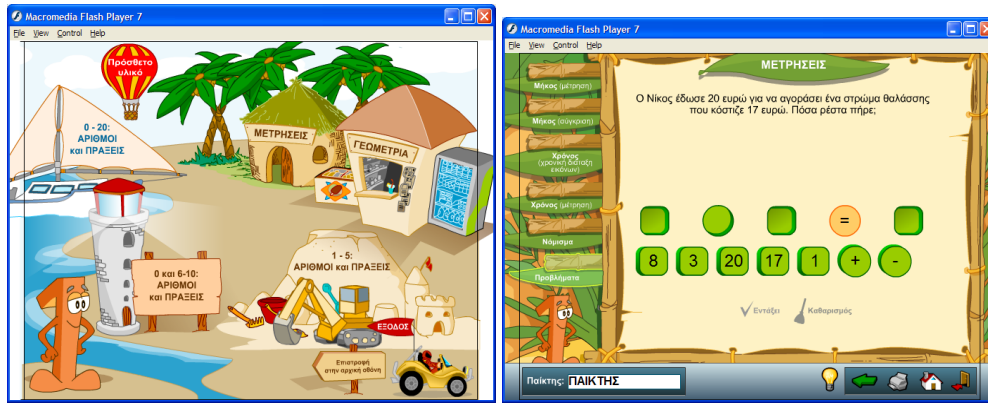 Macromedia Flash Player 7
File View Control Help
Πρόσθετο
υλικό
0 - 20:
ΑΡΙΘΜΟΙ
και ΠΡΑΞΕΙΣ
ΜΕΤΡΗΣΕΙΣ
ΓΕΩΜΕΤΡΙΑ
0 και 6-10:
ΑΡΙΘΜΟΙ
και ΠΡΑΞΕΙΣ
1 - 5:
ΑΡΙΘΜΟΙ και ΠΡΑΞΕΙΣ
ΕΞΟΔΟΣ
Επιστροφή
στην αρχική οθόνη
Macromedia Flash Player 7
File View Control Help
ΜΕΤΡΗΣΕΙΣ
Μήκος (μέτρηση)
Μήκος (σύγκριση)
Χρόνος
(χρονική διάταξη
εικόνων)
Χρόνος (μέτρηση)
Νόμισμα
Προβλήματα
Ο Νίκος έδωσε 20 ευρώ για να αγοράσει ένα στρώμα θαλάσσης
που κόστιζε 17 ευρώ. Πόσα ρέστα πήρε;
=
8 3 20 17 1 + -
Εντάξει Καθαρισμός
Παίκτης: ΠΑΙΚΤΗΣ